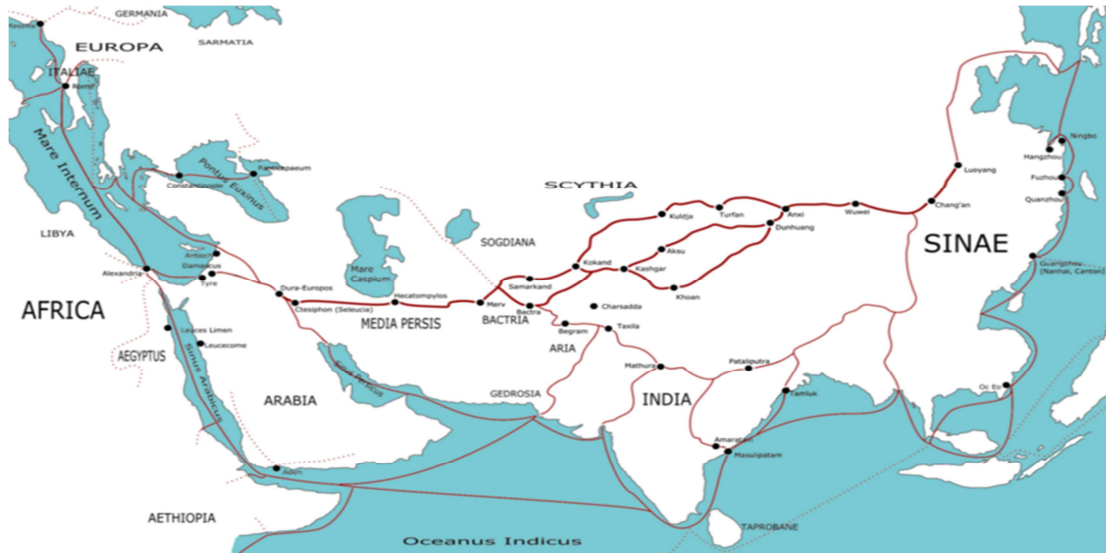 GERMANIA
SARMATIA
EUROPA
ITALIAE
Rome
Mare Internum
Pontus Euxinus
Panticapaeum
Constantinople
LIBYA
Alexandria
Antioch
Damascus
Tyre
AFRICA
AEGYPTUS
Leuces Limen
Leucecome
Sinus Arabicus
ARABIA
Aden
AETHIOPIA
Dura-Europos
Ctesiphon (Seleucia)
Mare
Caspium
Hecatompylos
MEDIA PERSIS
Sinus Persicus
SCYTHIA
SOGDIANA
Merv
Samarkand
BACTRIA
Bactra
Kokand
Kuldja
Turfan
Anxi
Dunhuang
Aksu
Kashgar
Khoan
Charsadda
Begram
Taxila
ARIA
GEDROSIA
Mathura
Pataliputra
INDIA
Tamluk
Amaravati
Masulipatam
TAPROBANE
Oceanus Indicus
Wuwei
Chang'an
Luoyang
SINAE
Ningbo
Hangzhou
Fuzhou
Quanzhou
Guangzhou
(Nanhai, Canton)
Oc Eo